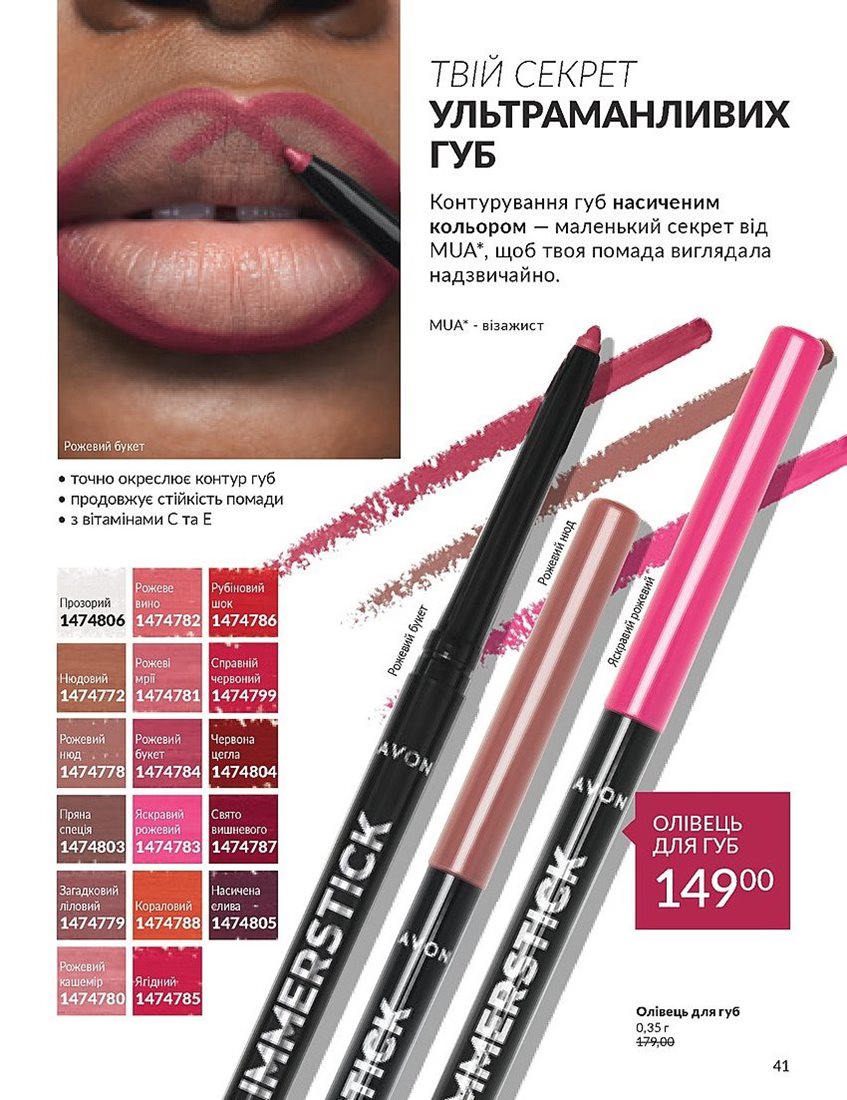 ТВІЙ СЕКРЕТ
УЛЬТРАМАНЛИВИХ
ГУБ
Контурування губ насиченим
кольором — маленький секрет від
MUA*, щоб твоя помада виглядала
надзвичайно.
MUA* - візажист
Рожевий букет
• точно окреслює контур губ
• продовжує стійкість помади
• з вітамінами С та Е
Прозорий
1474806
Рожеве
вино
1474782
Рубіновий
шок
1474786
Нюдовий
1474772
Рожеві
мрії
1474781
Справній
червоний
1474799
Рожевий
нюд
1474778
Рожевий
букет
1474784
Червона
цегла
1474804
Пряна
спеція
1474803
Яскравий
рожевий
1474783
Свято
вишневого
1474787
Загадковий
ліловий
1474779
Кораловий
1474788
Насичена
слива
1474805
Рожевий
кашемір
1474780
Ягідний
1474785
Рожевий букет
Рожевий нюд
Яскравий рожевий
AVON
IMMERSTICK
AVON
TICK
AVON
MMERSTICK
ОЛІВЕЦЬ
ДЛЯ ГУБ
14900
Олівець для губ
0,35 г
179,00
41